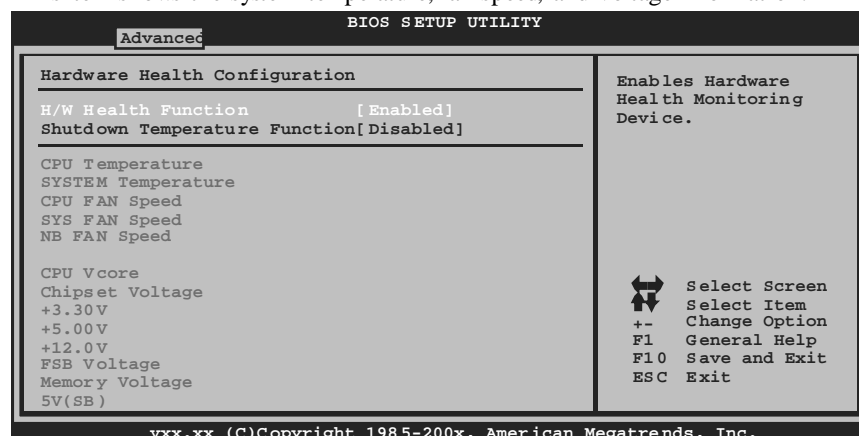 BIOS SETUP UTILITY
Advanced
Hardware Health Configuration
H/W Health Function [Enabled]
Shutdown Temperature Function[Disabled]
CPU Temperature
SYSTEM Temperature
CPU FAN Speed
SYS FAN Speed
NB FAN Speed
CPU Vcore
Chipset Voltage
+3.30V
+5.00V
+12.0V
FSB Voltage
Memory Voltage
5V(SB)
Enables Hardware
Health Monitoring
Device.
Select Screen
Select Item
+- Change Option
F1 General Help
F10 Save and Exit
ESC Exit
vxx.xx (C)Copyright 1985-200x, American Megatrends, Inc.